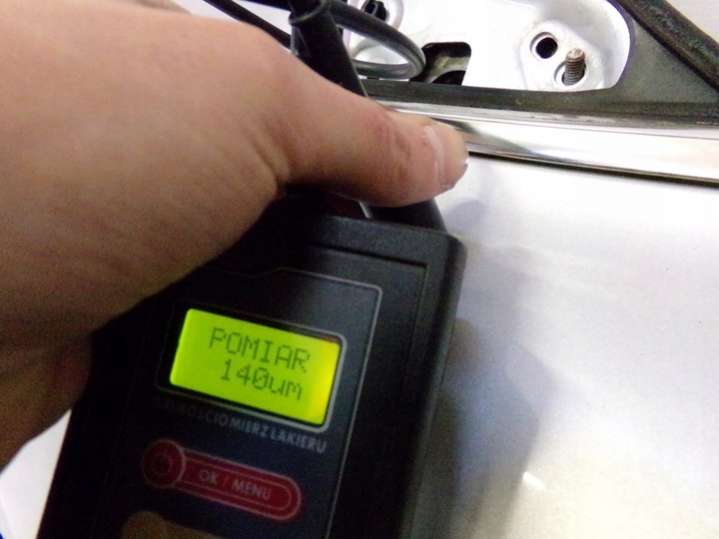 POMIAR
140um
GRUBOŚCIOMIERZ LAKIERU
OK / MENU